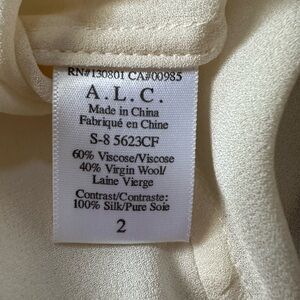 RN#130801 CA#00985
A.L.C.
Made in China
Fabriqué en Chine
S-8 5623CF
60% Viscose/Viscose
40% Virgin Wool/
Laine Vierge
Contrast/Contraste:
100% Silk/Pure Soie
2